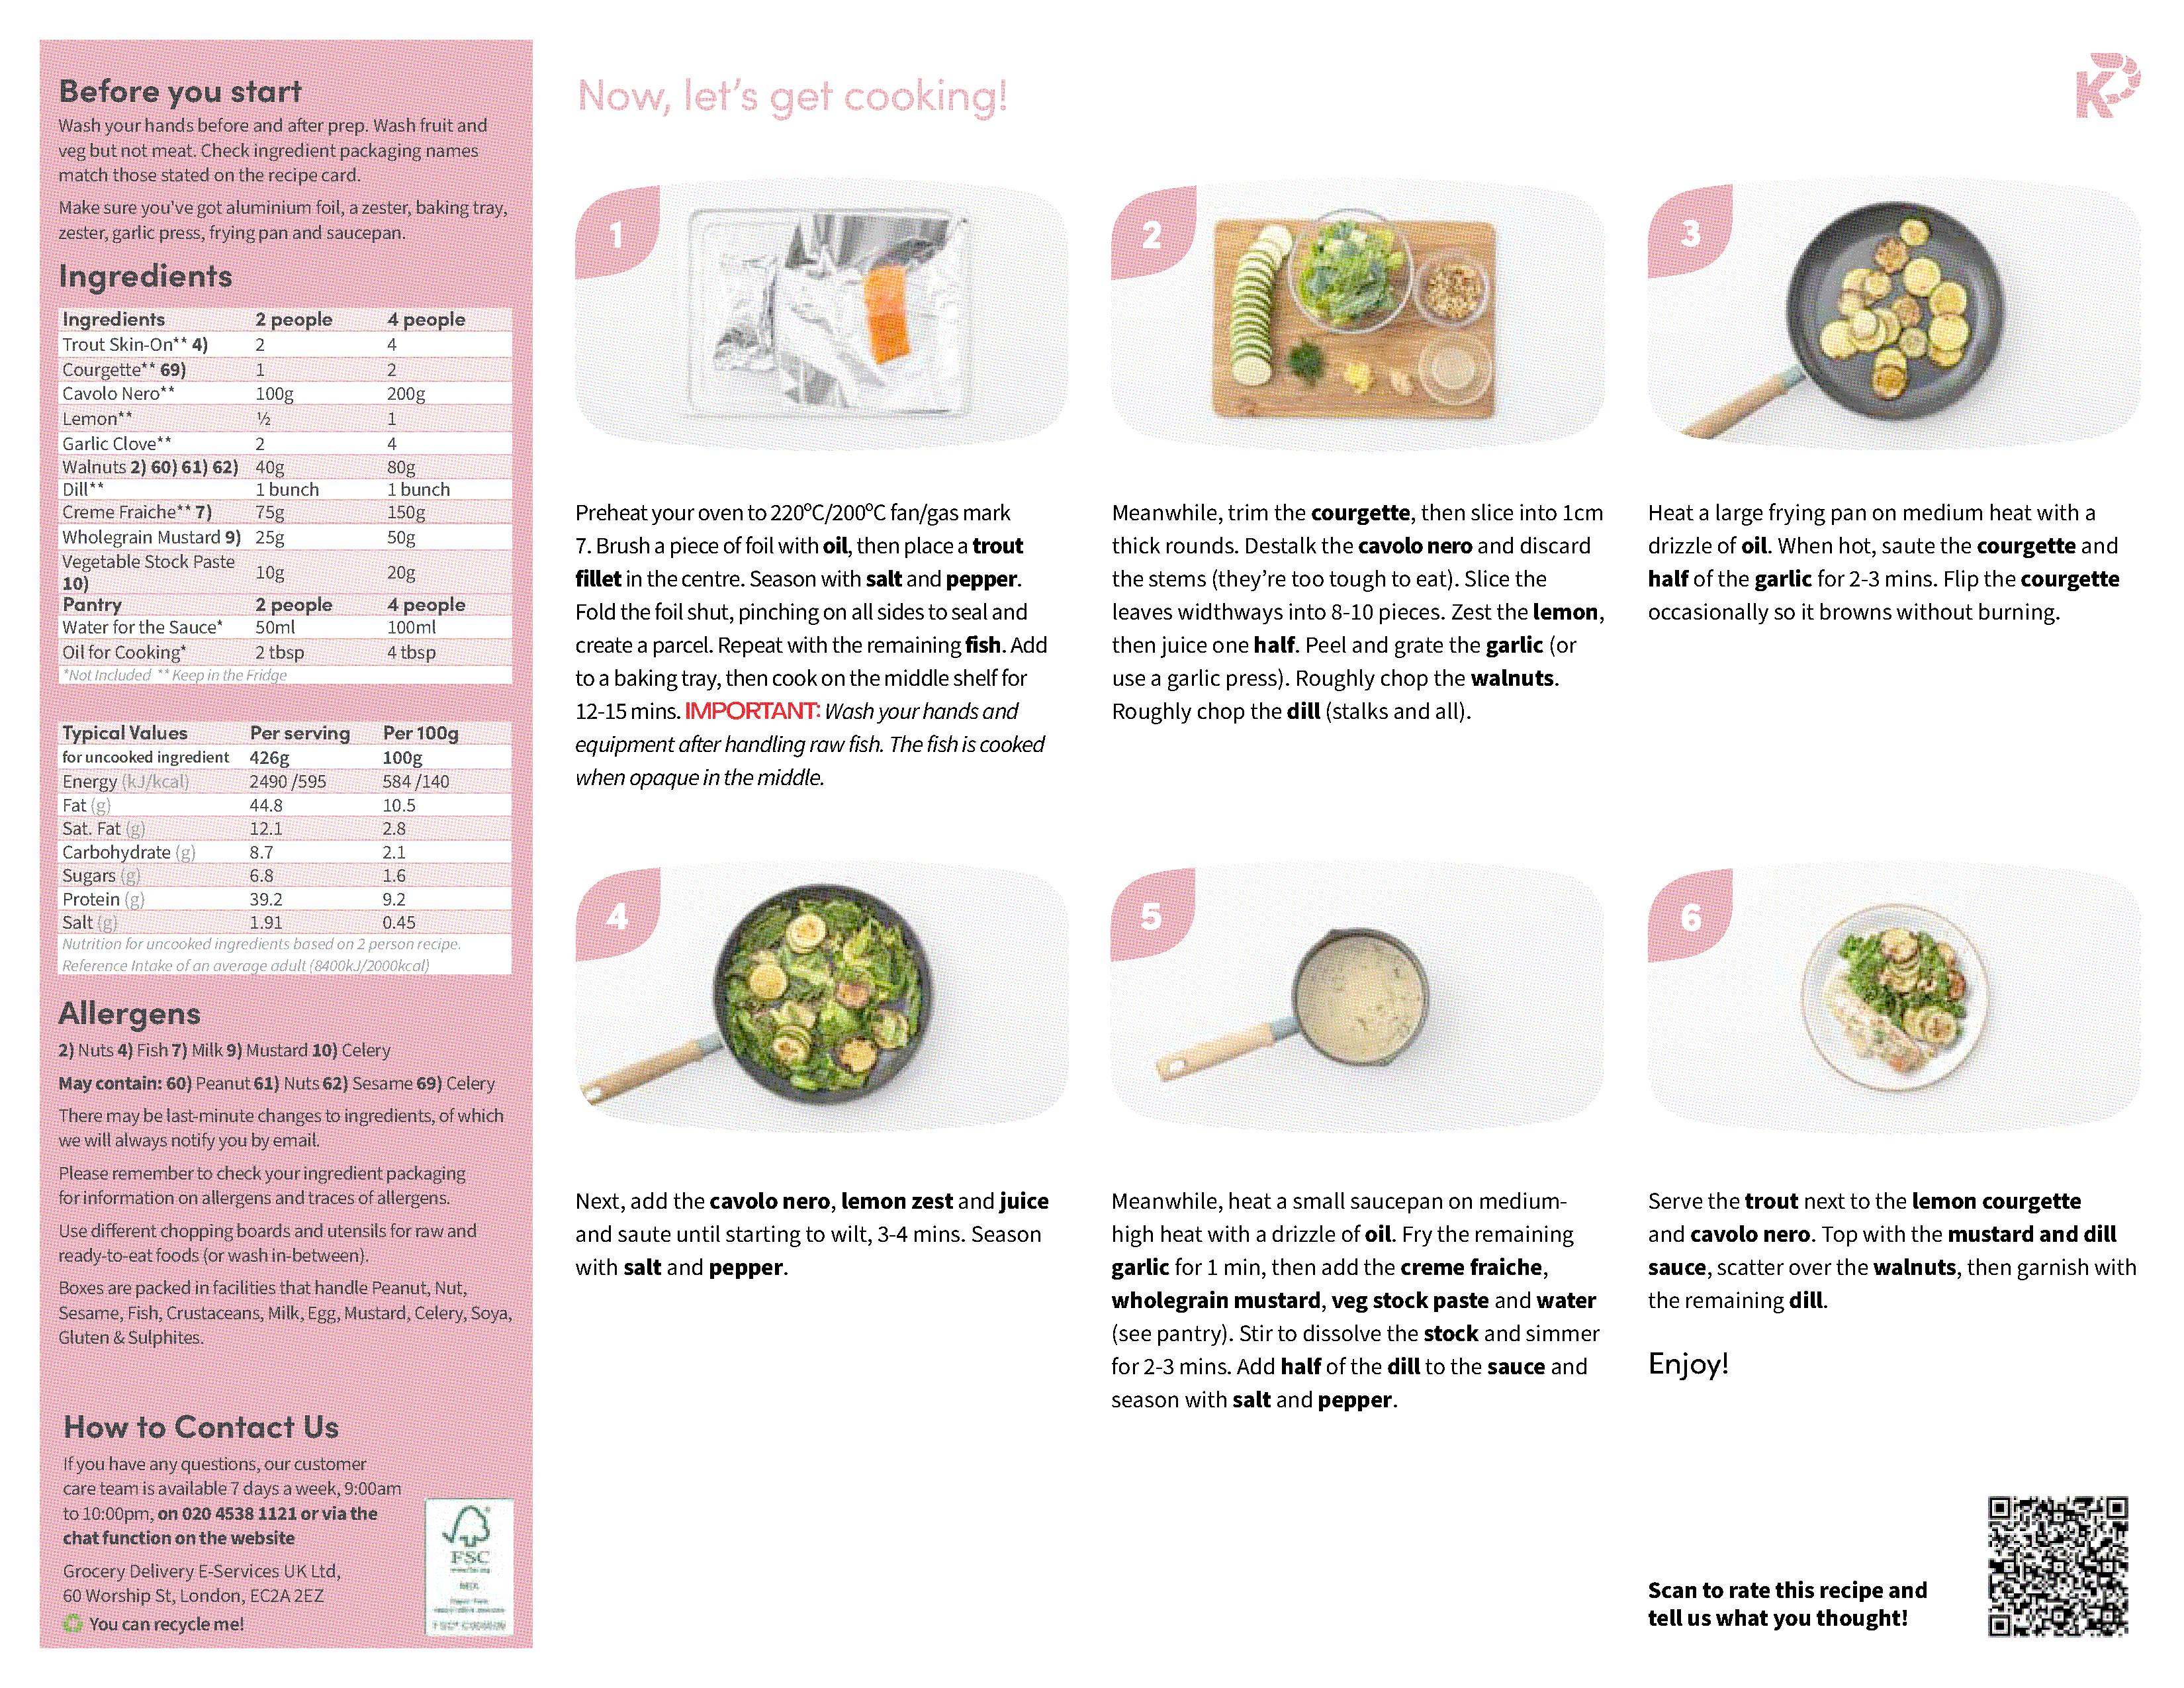 Before you start
Wash your hands before and after prep. Wash fruit and
veg but not meat. Check ingredient packaging names
match those stated on the recipe card.
Make sure you've got aluminium foil, a zester, baking tray,
zester, garlic press, frying pan and saucepan.
Ingredients
Ingredients 2 people 4 people
Trout Skin-On** 4) 2 4
Courgette** 69) 1 2
Cavolo Nero** 100g 200g
Lemon** ½ 1
Garlic Clove** 2 4
Walnuts 2) 60) 61) 62) 40g 80g
Dill** 1 bunch 1 bunch
Creme Fraiche** 7) 75g 150g
Wholegrain Mustard 9) 25g 50g
Vegetable Stock Paste
10) 10g 20g
Pantry 2 people 4 people
Water for the Sauce* 50ml 100ml
Oil for Cooking* 2 tbsp 4 tbsp
*Not Included **Keep in the Fridge
Typical Values Per serving Per 100g
for uncooked ingredient 426g 100g
Energy (kJ/kcal) 2490 /595 584 /140
Fat (g) 44.8 10.5
Sat. Fat (g) 12.1 2.8
Carbohydrate (g) 8.7 2.1
Sugars (g) 6.8 1.6
Protein (g) 39.2 9.2
Salt (g) 1.91 0.45
Nutrition for uncooked ingredients based on 2 person recipe.
Reference Intake of an average adult (8400kJ/2000kcal)
Allergens
2) Nuts 4) Fish 7) Milk 9) Mustard 10) Celery
May contain: 60) Peanut 61) Nuts 62) Sesame 69) Celery
There may be last-minute changes to ingredients, of which
we will always notify you by email.
Please remember to check your ingredient packaging
for information on allergens and traces of allergens.
Use different chopping boards and utensils for raw and
ready-to-eat foods (or wash in-between).
Boxes are packed in facilities that handle Peanut, Nut,
Sesame, Fish, Crustaceans, Milk, Egg, Mustard, Celery, Soya,
Gluten & Sulphites.
How to Contact Us
If you have any questions, our customer
care team is available 7 days a week, 9:00am
to 10:00pm, on 020 4538 1121 or via the
chat function on the website
Grocery Delivery E-Services UK Ltd,
60 Worship St, London, EC2A 2EZ
You can recycle me!
FSC
Now, let's get cooking!
K
1
Preheat your oven to 220°C/200°C fan/gas mark
7. Brush a piece of foil with oil, then place a trout
fillet in the centre. Season with salt and pepper.
Fold the foil shut, pinching on all sides to seal and
create a parcel. Repeat with the remaining fish. Add
to a baking tray, then cook on the middle shelf for
12-15 mins. IMPORTANT: Wash your hands and
equipment after handling raw fish. The fish is cooked
when opaque in the middle.
2
Meanwhile, trim the courgette, then slice into 1cm
thick rounds. Destalk the cavolo nero and discard
the stems (they're too tough to eat). Slice the
leaves widthways into 8-10 pieces. Zest the lemon,
then juice one half. Peel and grate the garlic (or
use a garlic press). Roughly chop the walnuts.
Roughly chop the dill (stalks and all).
3
Heat a large frying pan on medium heat with a
drizzle of oil. When hot, saute the courgette and
half of the garlic for 2-3 mins. Flip the courgette
occasionally so it browns without burning.
4
Next, add the cavolo nero, lemon zest and juice
and saute until starting to wilt, 3-4 mins. Season
with salt and pepper.
5
Meanwhile, heat a small saucepan on medium-
high heat with a drizzle of oil. Fry the remaining
garlic for 1 min, then add the creme fraiche,
wholegrain mustard, veg stock paste and water
(see pantry). Stir to dissolve the stock and simmer
for 2-3 mins. Add half of the dill to the sauce and
season with salt and pepper.
6
Serve the trout next to the lemon courgette
and cavolo nero. Top with the mustard and dill
sauce, scatter over the walnuts, then garnish with
the remaining dill.
Enjoy!
Scan to rate this recipe and
tell us what you thought!